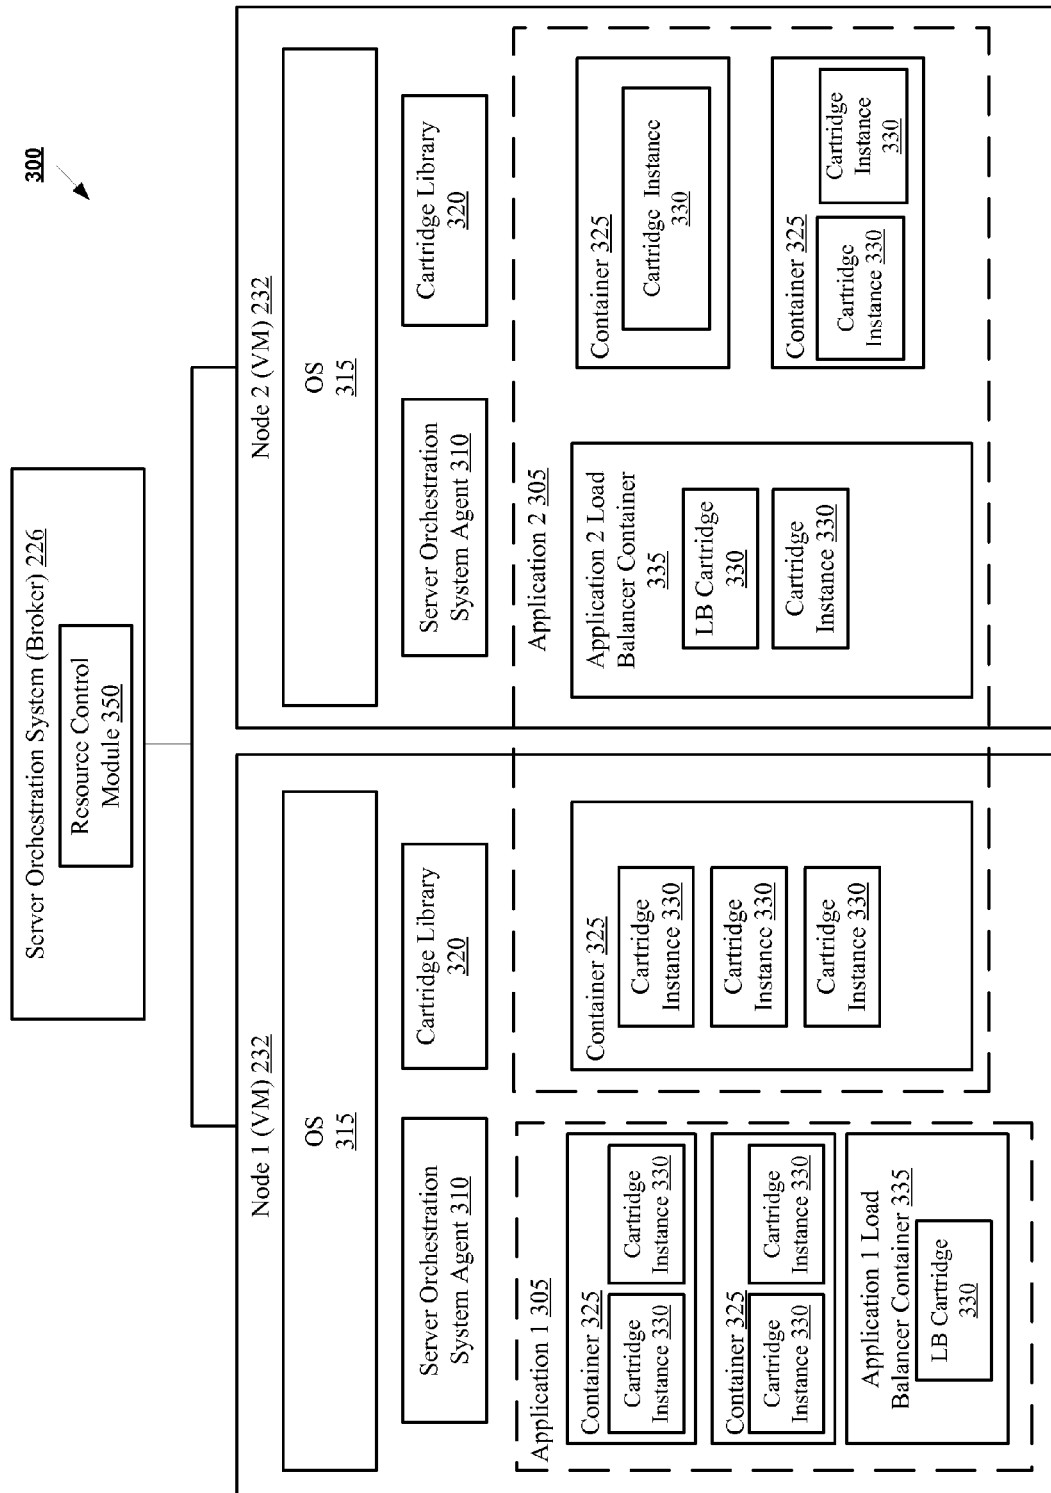 300
Server Orchestration System (Broker) 226
Resource Control
Module 350
Node 1 (VM) 232
OS
315
Server Orchestration
System Agent 310
Cartridge Library
320
Application 1 305
Container 325
Cartridge
Instance 330
Cartridge
Instance 330
Container 325
Cartridge
Instance 330
Cartridge
Instance 330
Application 1 Load
Balancer Container 335
LB Cartridge
330
Container 325
Cartridge
Instance 330
Cartridge
Instance 330
Cartridge
Instance 330
Node 2 (VM) 232
OS
315
Server Orchestration
System Agent 310
Cartridge Library
320
Application 2 305
Application 2 Load
Balancer Container
335
LB Cartridge
330
Cartridge
Instance 330
Container 325
Cartridge Instance
330
Container 325
Cartridge
Instance 330
Cartridge
Instance
330